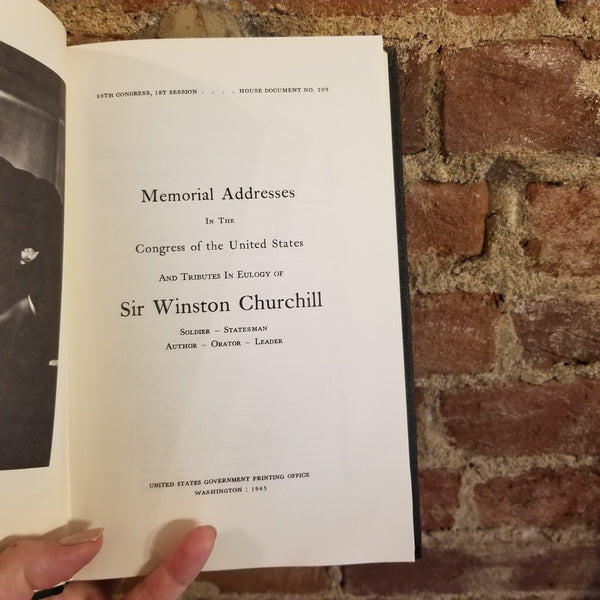 89TH CONGRESS, 1ST SESSION . . . . HOUSE DOCUMENT NO. 209
Memorial Addresses
IN THE
Congress of the United States
AND TRIBUTES IN EULOGY OF
Sir Winston Churchill
SOLDIER – STATESMAN
AUTHOR – ORATOR – LEADER
UNITED STATES GOVERNMENT PRINTING OFFICE
WASHINGTON : 1965